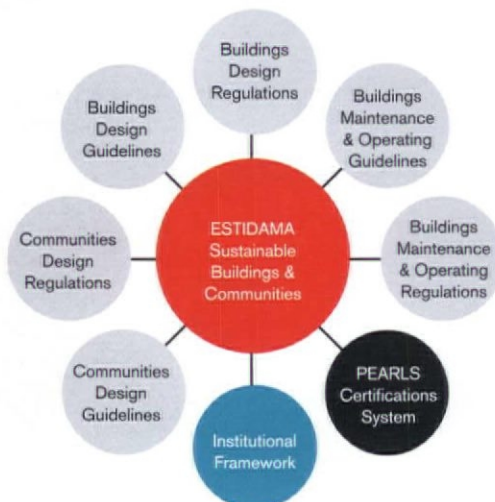 Buildings
Design
Regulations
Buildings
Maintenance
& Operating
Guidelines
Buildings
Maintenance
& Operating
Regulations
PEARLS
Certifications
System
Institutional
Framework
Communities
Design
Guidelines
Communities
Design
Regulations
Buildings
Design
Guidelines
ESTIDAMA
Sustainable
Buildings &
Communities